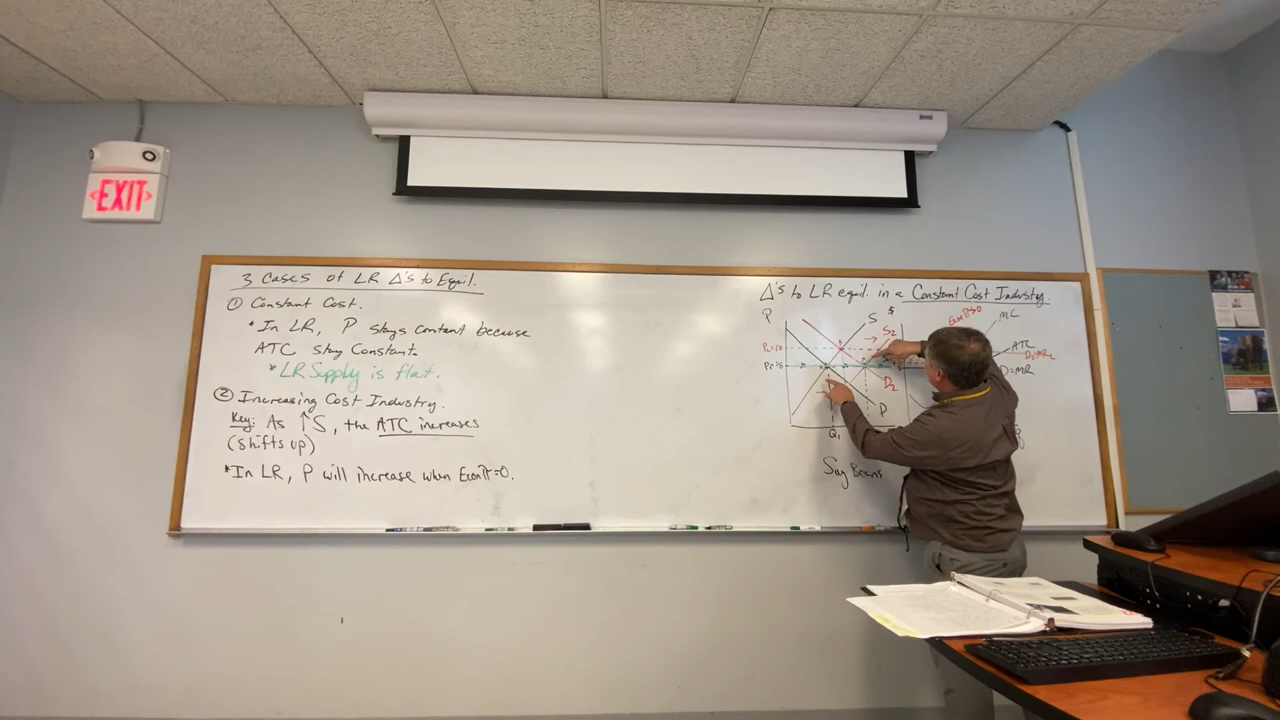 EXIT
3 Cases of LR Δ's to Equil.
① Constant Cost.
*In LR, P stays contant because
ATC stay Constant.
*LR Supply is flat.
② Increasing Cost Industry.
Key: As ↑S, the ATC increases
(shifts up)
*In LR, P will increase when Econ π=0.
Δ's to LR equil. in a Constant Cost Industry.
P
S
$
S2
Econ π>0
MC
ATC
P2=10
D2=MR2
D=MR
D2
D
Q1
Soy Beans